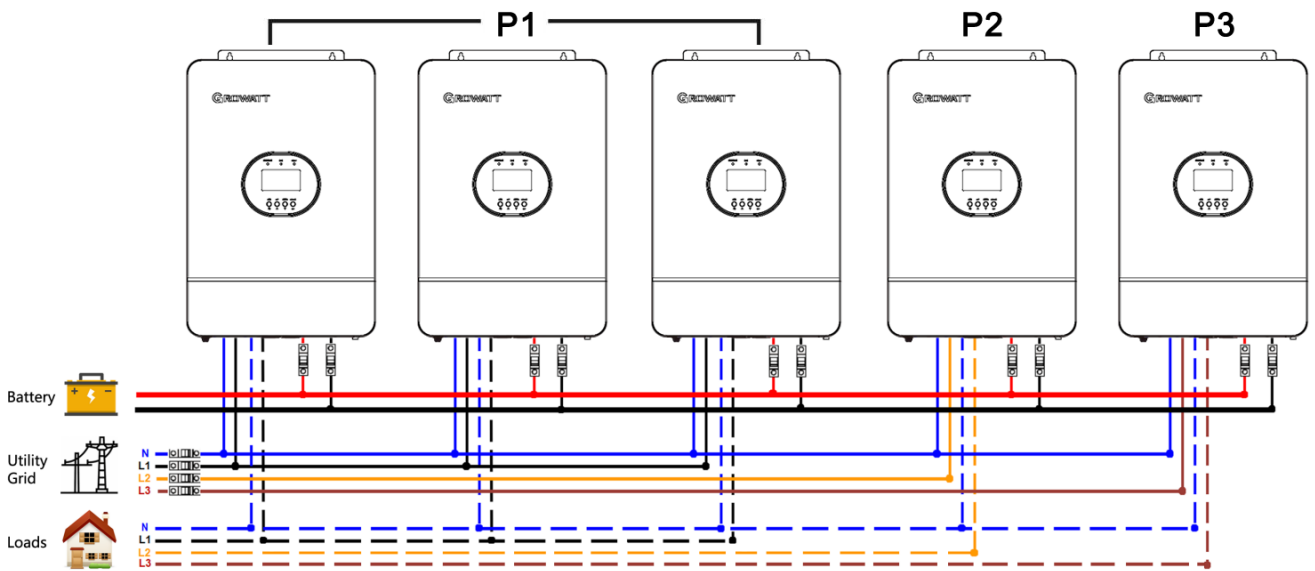 P1 P2 P3
GROWATT GROWATT GROWATT GROWATT GROWATT
Battery
+ -
Utility
Grid
N
L1
L2
L3
Loads
N
L1
L2
L3